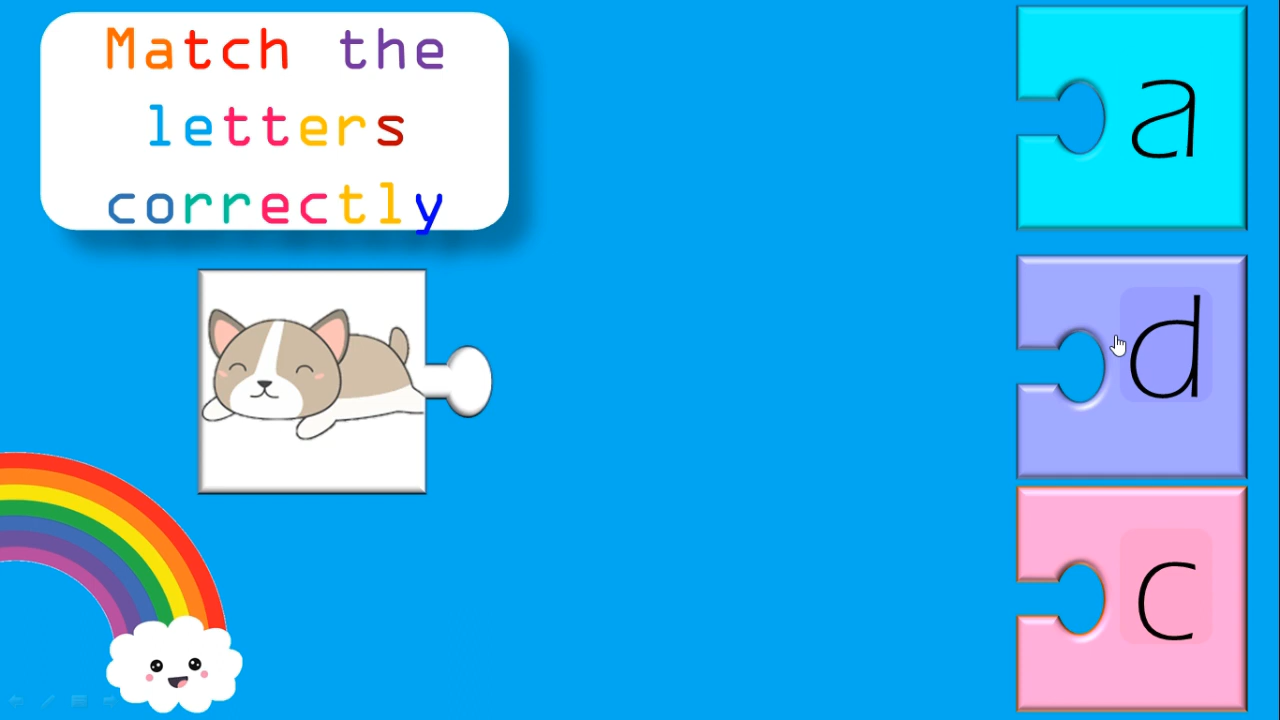 Match the
letters
correctly
a
d
c